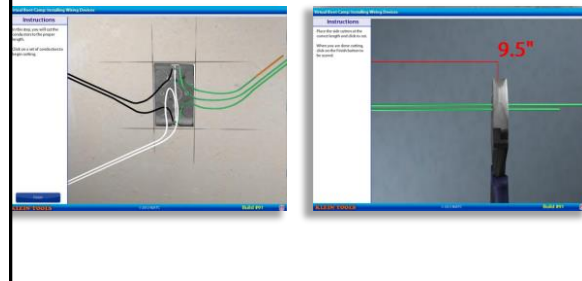 Virtual Boot Camp: Installing Wiring Devices
Instructions
In this step, you will cut the
conductors to the proper
length.
Click on a set of conductors to
begin cutting.
Finish
KLEIN TOOLS
Build #91
Virtual Boot Camp: Installing Wiring Devices
Instructions
Place the side cutters at the
correct length and click to cut.
When you are done cutting,
click on the Finish button to
be scored.
9.5"
KLEIN TOOLS
Build #91